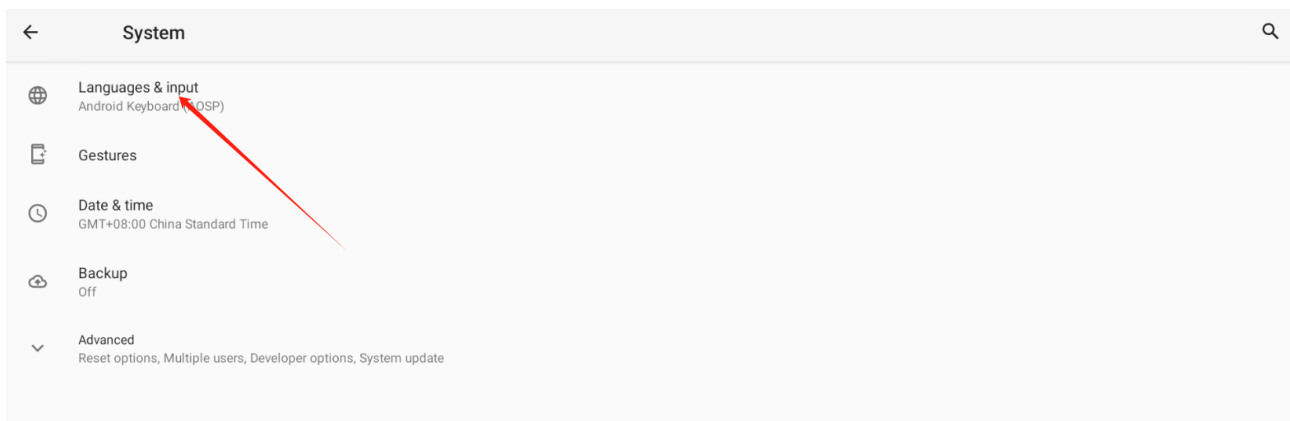 System
Languages & input
Android Keyboard (AOSP)
Gestures
Date & time
GMT+08:00 China Standard Time
Backup
Off
Advanced
Reset options, Multiple users, Developer options, System update